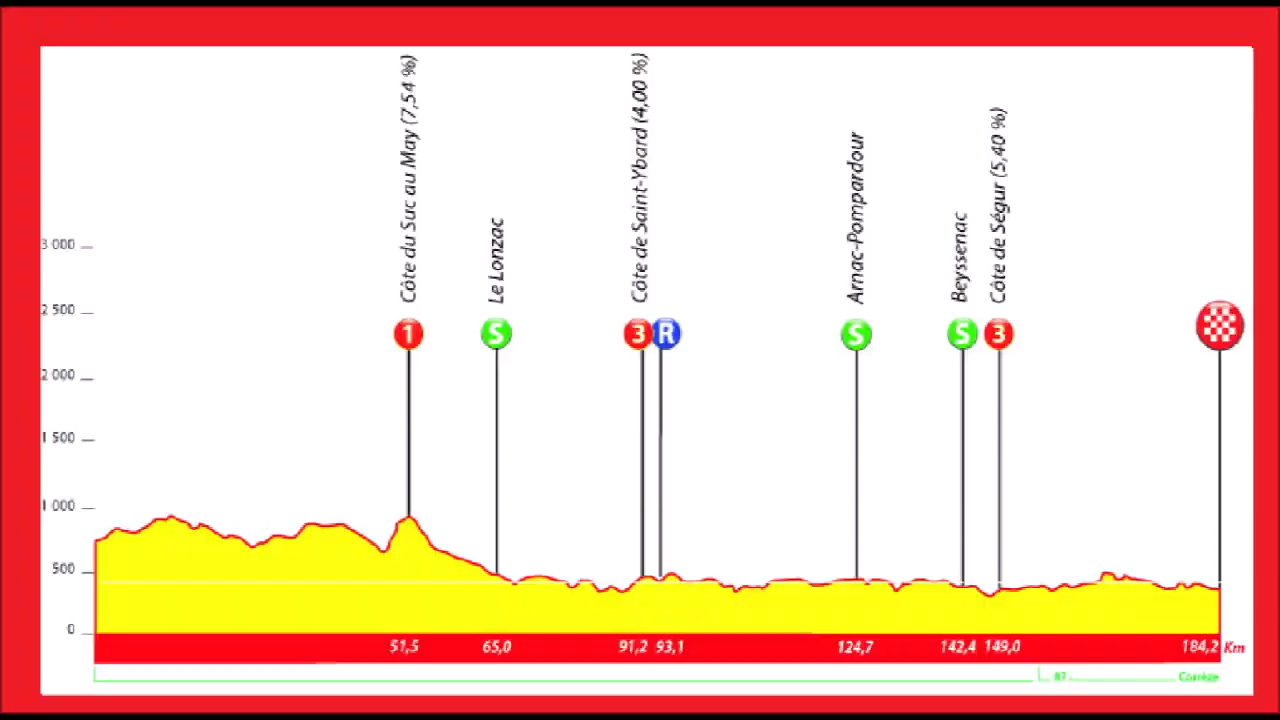 Côte du Suc au May (7,54 %)
Le Lonzac
Côte de Saint-Ybard (4,00 %)
Arnac-Pompardour
Beyssenac
Côte de Ségur (5,40 %)
3 000
2 500
2 000
1 500
1 000
500
0
1
S
3
R
S
S
3
51,5
65,0
91,2
93,1
124,7
142,4
149,0
184,2
Km
87
Corrèze